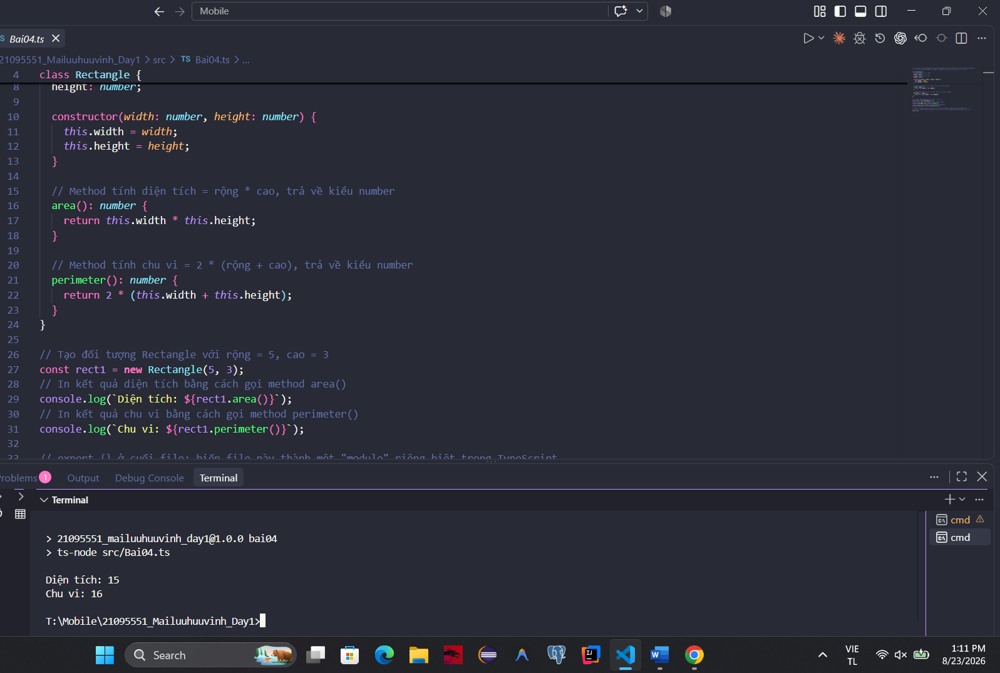 Mobile
Bai04.ts
21095551_Mailuuhuuvinh_Day1 > src > TS Bai04.ts > ...
4 class Rectangle {
8 height: number;
9
10 constructor(width: number, height: number) {
11 this.width = width;
12 this.height = height;
13 }
14
15 // Method tính diện tích = rộng * cao, trả về kiểu number
16 area(): number {
17 return this.width * this.height;
18 }
19
20 // Method tính chu vi = 2 * (rộng + cao), trả về kiểu number
21 perimeter(): number {
22 return 2 * (this.width + this.height);
23 }
24 }
25
26 // Tạo đối tượng Rectangle với rộng = 5, cao = 3
27 const rect1 = new Rectangle(5, 3);
28 // In kết quả diện tích bằng cách gọi method area()
29 console.log(`Diện tích: ${rect1.area()}`);
30 // In kết quả chu vi bằng cách gọi method perimeter()
31 console.log(`Chu vi: ${rect1.perimeter()}`);
32
33 // export {} ở cuối file: biến file này thành một "module" riêng biệt trong TypeScript
roblems 1 Output Debug Console Terminal
Terminal
> 21095551_mailuuhuuvinh_day1@1.0.0 bai04
> ts-node src/Bai04.ts
Diện tích: 15
Chu vi: 16
T:\Mobile\21095551_Mailuuhuuvinh_Day1>
cmd
cmd
Search
VIE
TL
1:11 PM
8/23/2026